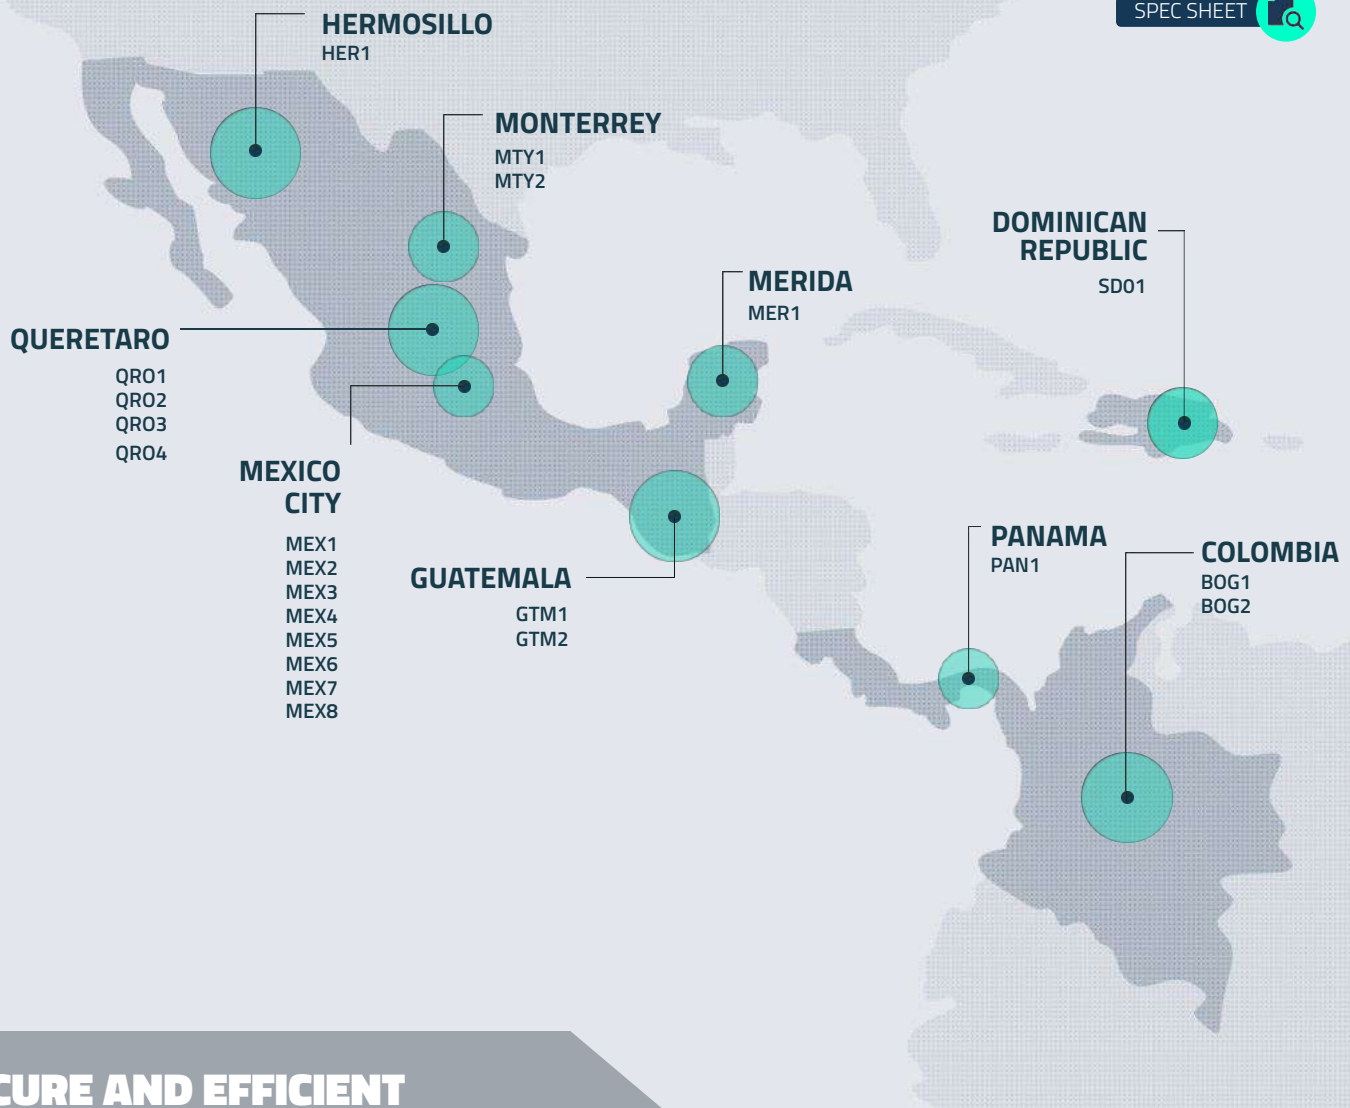 SPEC SHEET
HERMOSILLO
HER1
MONTERREY
MTY1
MTY2
DOMINICAN
REPUBLIC
SDO1
MERIDA
MER1
QUERETARO
QRO1
QRO2
QRO3
QRO4
MEXICO
CITY
MEX1
MEX2
MEX3
MEX4
MEX5
MEX6
MEX7
MEX8
GUATEMALA
GTM1
GTM2
PANAMA
PAN1
COLOMBIA
BOG1
BOG2
CURE AND EFFICIENT